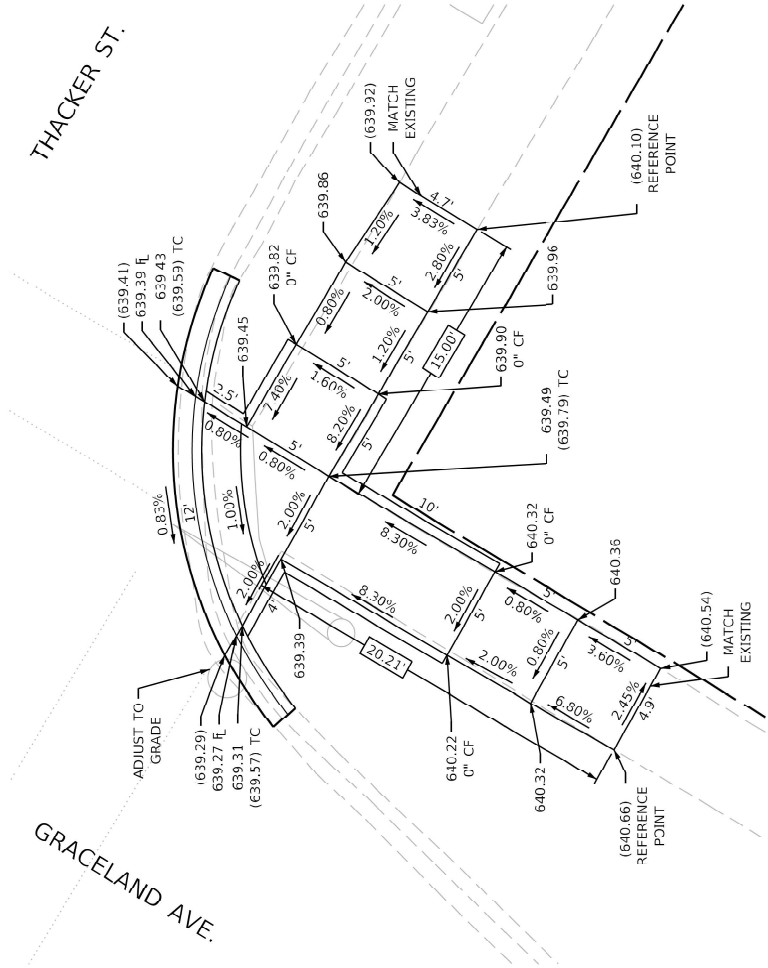 THACKER ST.
(639.92)
MATCH
EXISTING
(640.10)
REFERENCE
POINT
639.86
4.7'
3.83%
1.20%
2.80%
5'
639.82
0" CF
(639.41)
639.39 FL
639.43
(639.59) TC
639.45
0.80%
5'
2.00%
1.20%
5'
639.96
15.00'
639.90
0" CF
5'
1.60%
7.40%
8.20%
5'
2.5'
0.80%
5'
0.80%
639.49
(639.79) TC
0.83%
12'
1.00%
2.00%
5'
10'
8.30%
640.32
0" CF
2.00%
4'
8.30%
639.39
20.21'
2.00%
5'
5'
0.80%
640.36
2.00%
0.80%
5'
5'
3.60%
(640.54)
MATCH
EXISTING
6.80%
2.45%
4.9'
640.22
0" CF
640.32
(640.66)
REFERENCE
POINT
ADJUST TO
GRADE
(639.29)
639.27 FL
639.31
(639.57) TC
GRACELAND AVE.